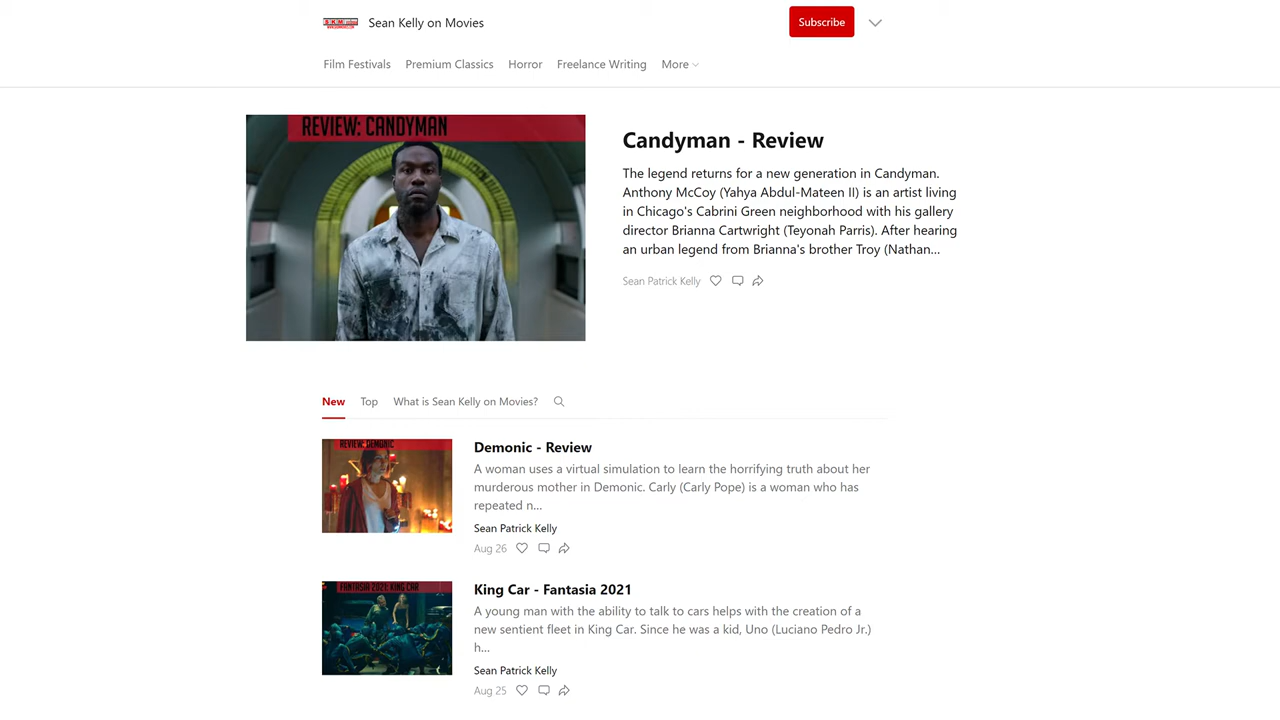 SKM
Sean Kelly on Movies
Subscribe
Film Festivals
Premium Classics
Horror
Freelance Writing
More
REVIEW: CANDYMAN
Candyman - Review
The legend returns for a new generation in Candyman.
Anthony McCoy (Yahya Abdul-Mateen II) is an artist living
in Chicago's Cabrini Green neighborhood with his gallery
director Brianna Cartwright (Teyonah Parris). After hearing
an urban legend from Brianna's brother Troy (Nathan...
Sean Patrick Kelly
New
Top
What is Sean Kelly on Movies?
REVIEW: DEMONIC
Demonic - Review
A woman uses a virtual simulation to learn the horrifying truth about her
murderous mother in Demonic. Carly (Carly Pope) is a woman who has
repeated n...
Sean Patrick Kelly
Aug 26
FANTASIA 2021: KING CAR
King Car - Fantasia 2021
A young man with the ability to talk to cars helps with the creation of a
new sentient fleet in King Car. Since he was a kid, Uno (Luciano Pedro Jr.)
h...
Sean Patrick Kelly
Aug 25